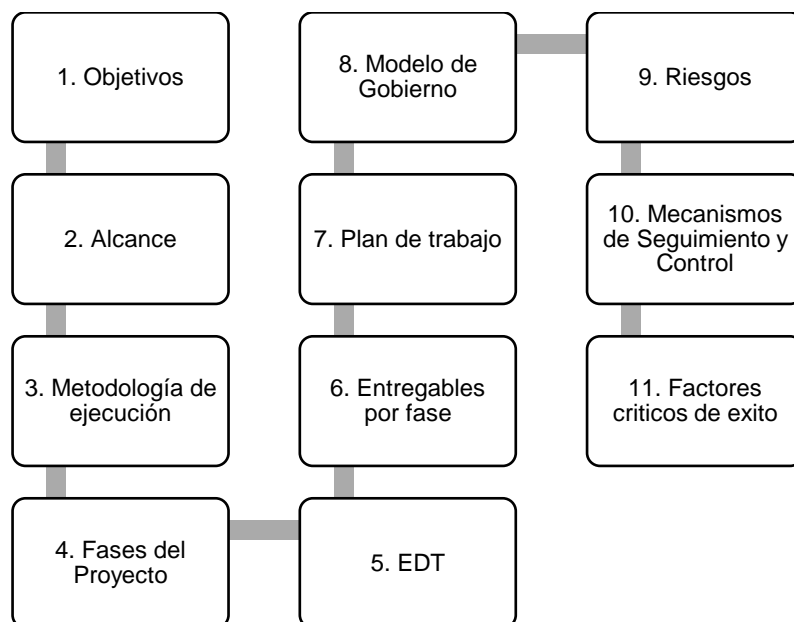 1. Objetivos
2. Alcance
3. Metodología de
ejecución
4. Fases del
Proyecto
5. EDT
6. Entregables
por fase
7. Plan de trabajo
8. Modelo de
Gobierno
9. Riesgos
10. Mecanismos
de Seguimiento y
Control
11. Factores
criticos de exito